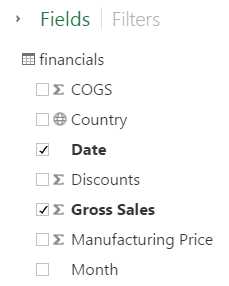 Fields | Filters
financials
Σ COGS
Country
Date
Σ Discounts
Σ Gross Sales
Σ Manufacturing Price
Month